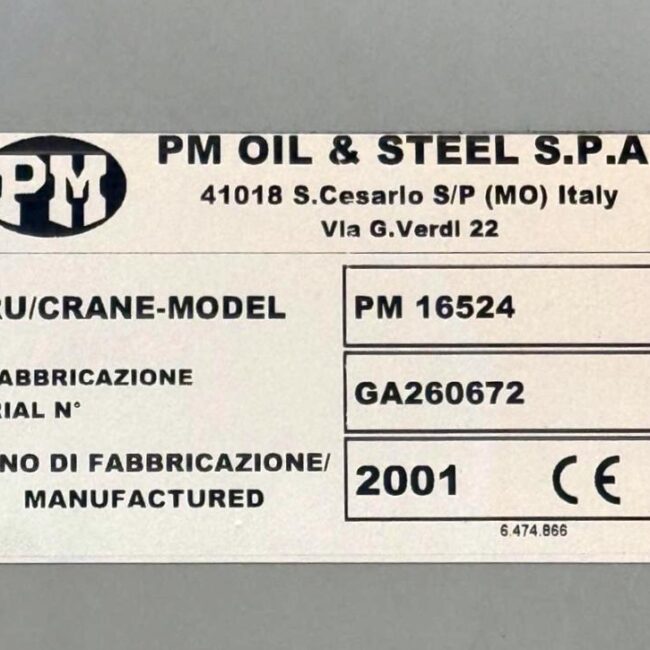 PM
PM OIL & STEEL S.P.A
41018 S.Cesario S/P (MO) Italy
Via G.Verdi 22
RU/CRANE-MODEL PM 16524
ABBRICAZIONE
RIAL N° GA260672
NO DI FABBRICAZIONE/
MANUFACTURED 2001 CE
6.474.866